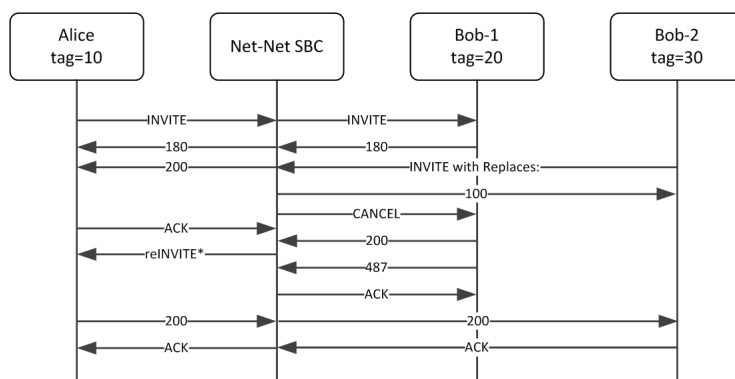 Alice
tag=10
Net-Net SBC
Bob-1
tag=20
Bob-2
tag=30
INVITE
INVITE
180
180
200
INVITE with Replaces:
100
CANCEL
ACK
200
reINVITE*
487
ACK
200
200
ACK
ACK